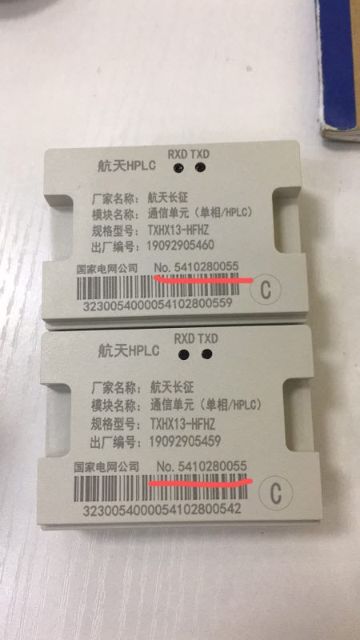 RXD TXD
航天HPLC
厂家名称: 航天长征
模块名称: 通信单元(单相/HPLC)
规格型号: TXHX13-HFHZ
出厂编号: 19092905460
国家电网公司 No. 5410280055
C
3230054000054102800559
RXD TXD
航天HPLC
厂家名称: 航天长征
模块名称: 通信单元(单相/HPLC)
规格型号: TXHX13-HFHZ
出厂编号: 19092905459
国家电网公司 No. 5410280055
C
3230054000054102800542